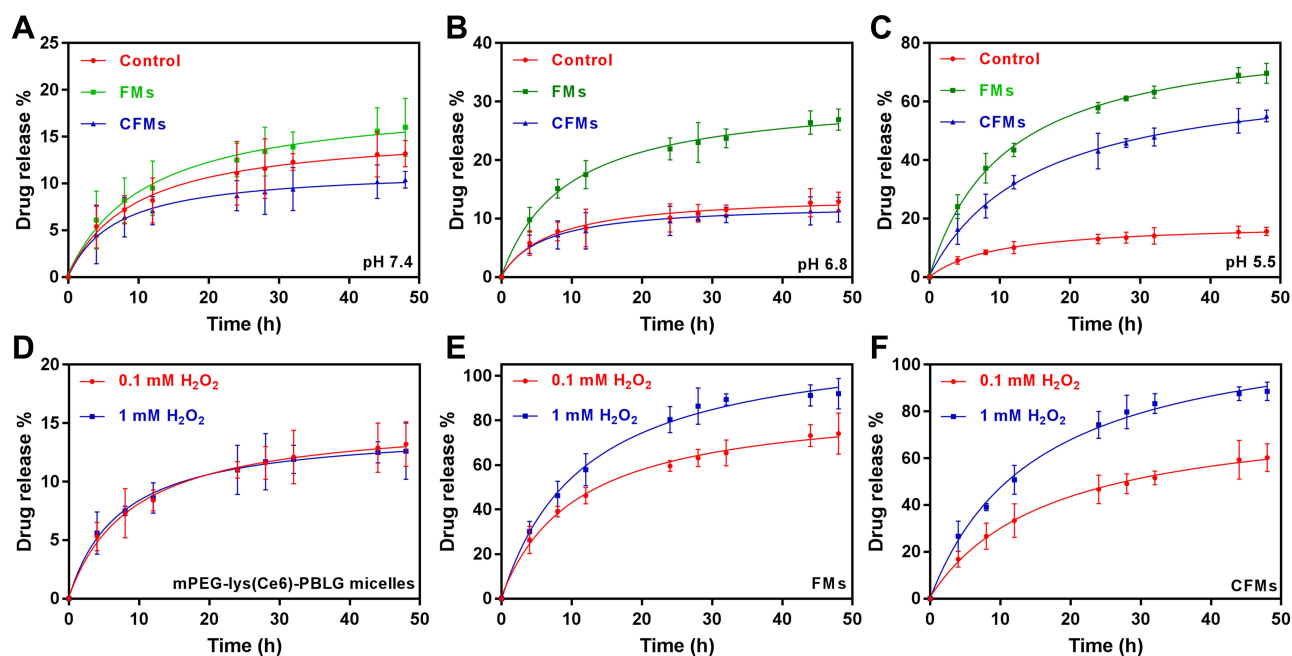 A
Drug release %
25
20
15
10
5
0
0 10 20 30 40 50
Time (h)
Control
FMs
CFMs
pH 7.4
B
Drug release %
40
30
20
10
0
0 10 20 30 40 50
Time (h)
Control
FMs
CFMs
pH 6.8
C
Drug release %
80
60
40
20
0
0 10 20 30 40 50
Time (h)
Control
FMs
CFMs
pH 5.5
D
Drug release %
20
15
10
5
0
0 10 20 30 40 50
Time (h)
0.1 mM H₂O₂
1 mM H₂O₂
mPEG-lys(Ce6)-PBLG micelles
E
Drug release %
100
80
60
40
20
0
0 10 20 30 40 50
Time (h)
0.1 mM H₂O₂
1 mM H₂O₂
FMs
F
Drug release %
100
80
60
40
20
0
0 10 20 30 40 50
Time (h)
0.1 mM H₂O₂
1 mM H₂O₂
CFMs